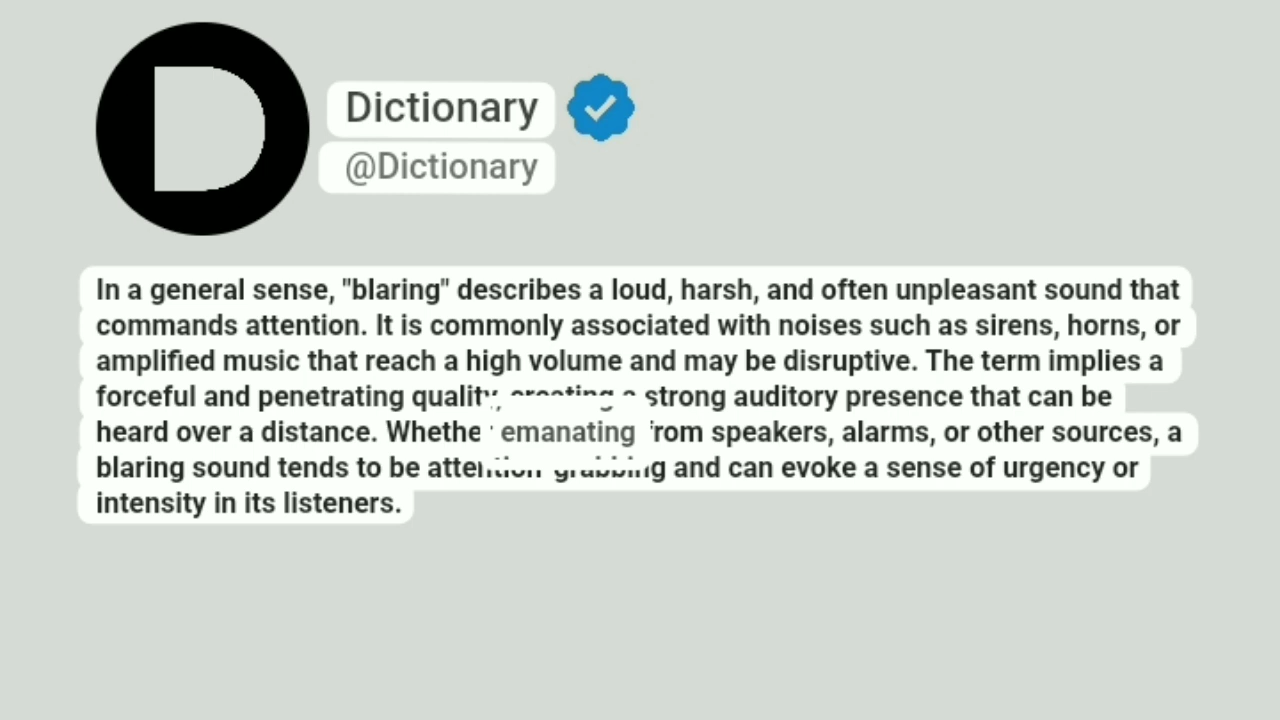 D
Dictionary
@Dictionary
In a general sense, "blaring" describes a loud, harsh, and often unpleasant sound that
commands attention. It is commonly associated with noises such as sirens, horns, or
amplified music that reach a high volume and may be disruptive. The term implies a
forceful and penetrating quality, creating a strong auditory presence that can be
heard over a distance. Whether emanating from speakers, alarms, or other sources, a
blaring sound tends to be attention-grabbing and can evoke a sense of urgency or
intensity in its listeners.